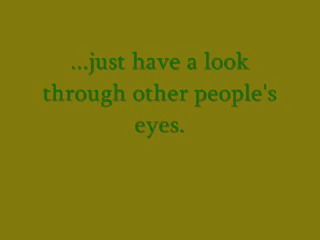 ...just have a look
through other people's
eyes.